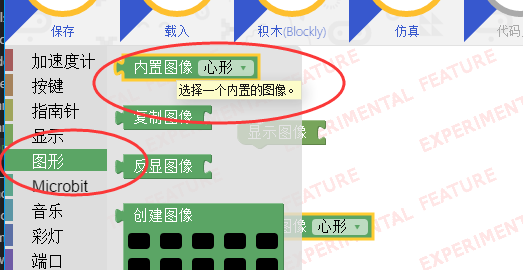 保存
载入
积木(Blockly)
仿真
代码
加速度计
按键
指南针
显示
图形
Microbit
音乐
彩灯
端口
内置图像 心形
选择一个内置的图像。
复制图像
反显图像
创建图像
显示图像
图像 心形
EXPERIMENTAL FEATURE
EXPERIMENTAL FEATURE
EXPERIMENTAL FEATURE
EXPERIMENTAL FEATURE